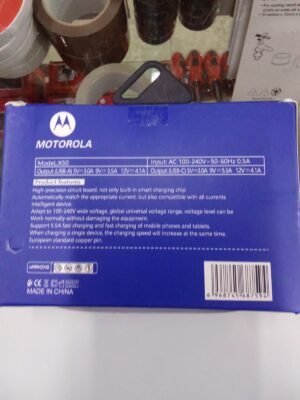 MOTOROLA
Model:JX50
Input: AC 100-240V~50-60Hz 0.5A
Output (USB-A) 5V⎓3.0A 9V⎓5.5A 12V⎓4.1A
Output (USB-C) 5V⎓3.0A 9V⎓5.5A 12V⎓4.1A
Product features:
High-precision circuit board, not only built-in smart charging chip.
Automatically match the appropriate current, but also compatible with all currents
Intelligent device.
Adapt to 100-240V wide voltage, global universal voltage range, voltage level can be
Work normally without damaging the equipment.
Support 5.5A fast charging and fast charging of mobile phones and tablets.
When charging a single device, the charging speed will increase at the same time.
European standard copper pin.
APPROVED
MADE IN CHINA
6968745487594